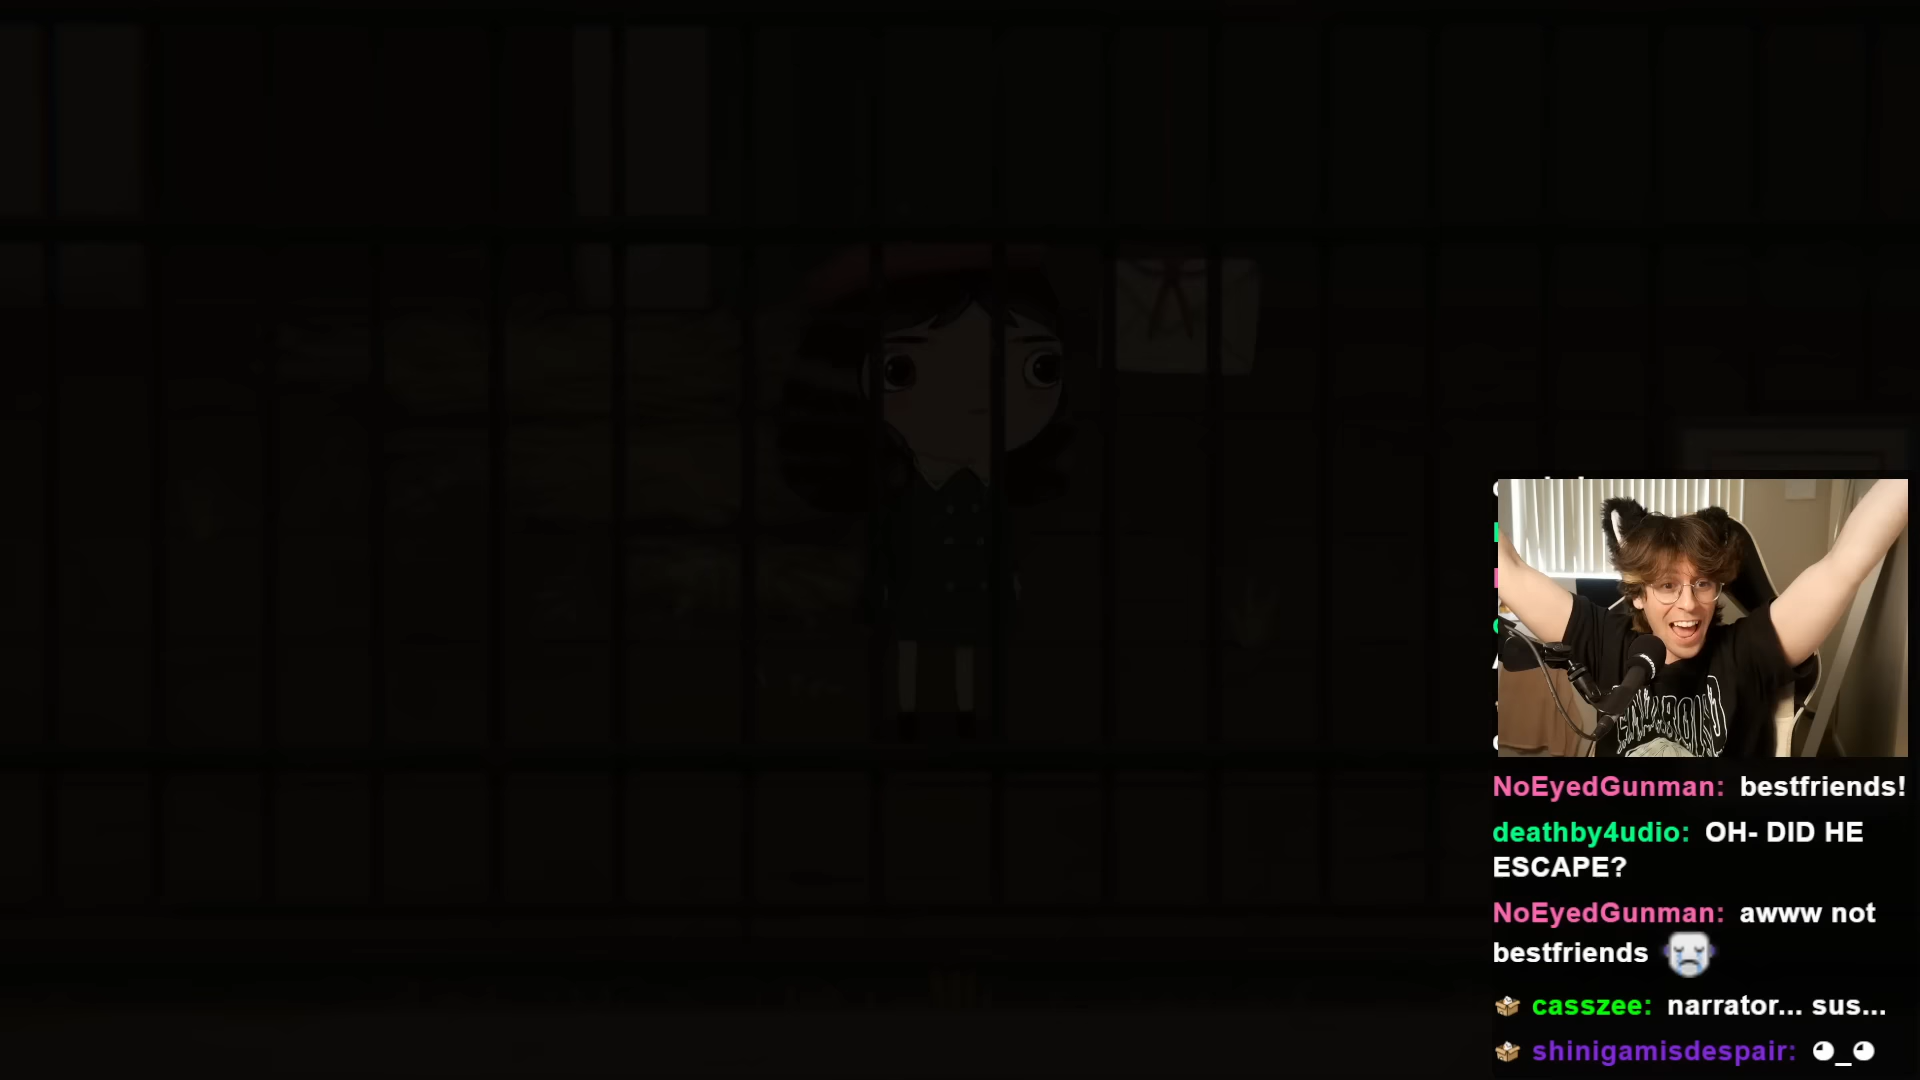 NoEyedGunman: bestfriends!
deathby4udio: OH- DID HE
ESCAPE?
NoEyedGunman: awww not
bestfriends
casszee: narrator... sus...
shinigamisdespair: ◕_◕